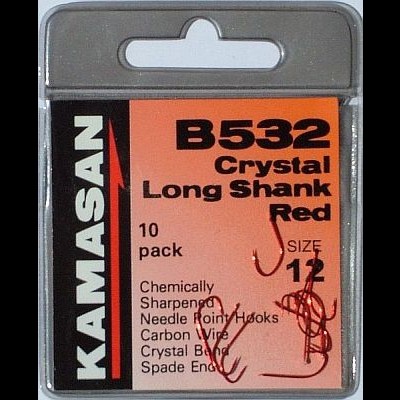 KAMASAN
B532
Crystal
Long Shank
Red
10
pack
SIZE
12
Chemically
Sharpened
Needle Point Hooks
Carbon Wire
Crystal Bend
Spade End